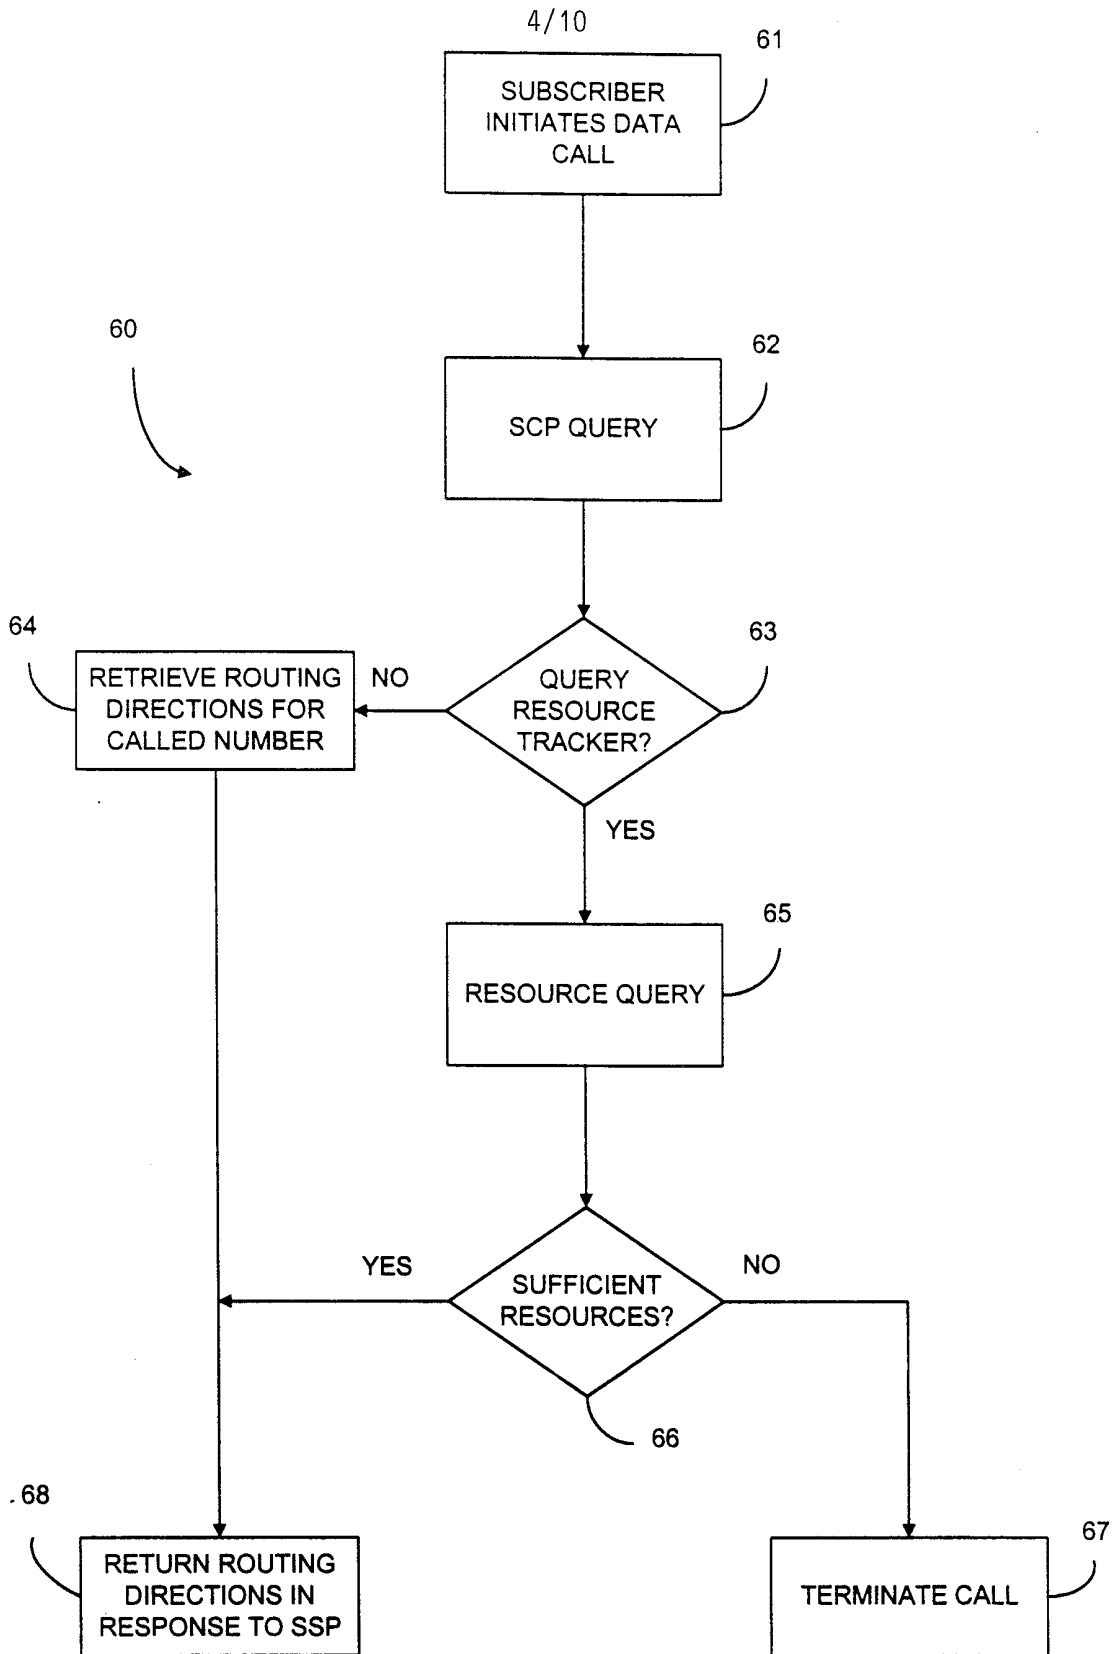 4/10
61
SUBSCRIBER
INITIATES DATA
CALL
60
62
SCP QUERY
64
63
RETRIEVE ROUTING
DIRECTIONS FOR
CALLED NUMBER
NO
QUERY
RESOURCE
TRACKER?
YES
65
RESOURCE QUERY
YES
NO
SUFFICIENT
RESOURCES?
66
68
67
RETURN ROUTING
DIRECTIONS IN
RESPONSE TO SSP
TERMINATE CALL